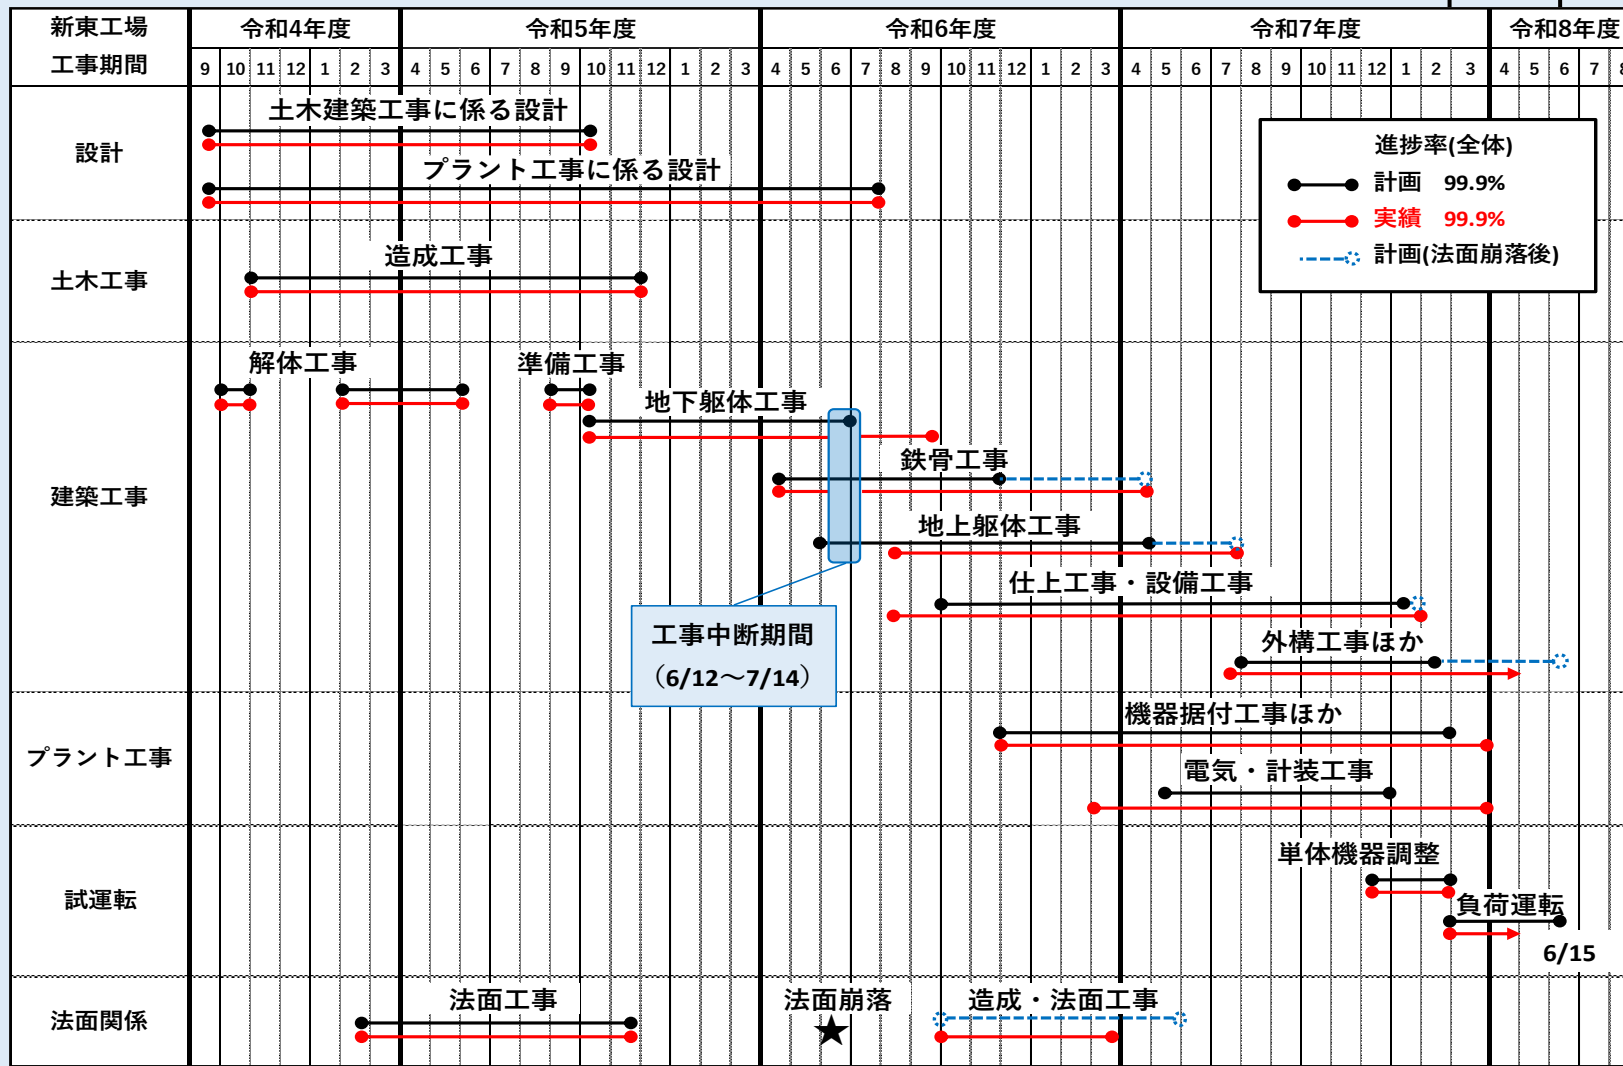 新東工場
工事期間
令和4年度 令和5年度 令和6年度 令和7年度 令和8年度
9 10 11 12 1 2 3 4 5 6 7 8 9 10 11 12 1 2 3 4 5 6 7 8 9 10 11 12 1 2 3 4 5 6 7 8 9 10 11 12 1 2 3 4 5 6 7 8
設計
土木建築工事に係る設計
プラント工事に係る設計
進捗率(全体)
計画 99.9%
実績 99.9%
計画(法面崩落後)
土木工事
造成工事
建築工事
解体工事
準備工事
地下躯体工事
鉄骨工事
地上躯体工事
仕上工事・設備工事
外構工事ほか
工事中断期間
（6/12～7/14）
プラント工事
機器据付工事ほか
電気・計装工事
試運転
単体機器調整
負荷運転
6/15
法面関係
法面工事
法面崩落
造成・法面工事